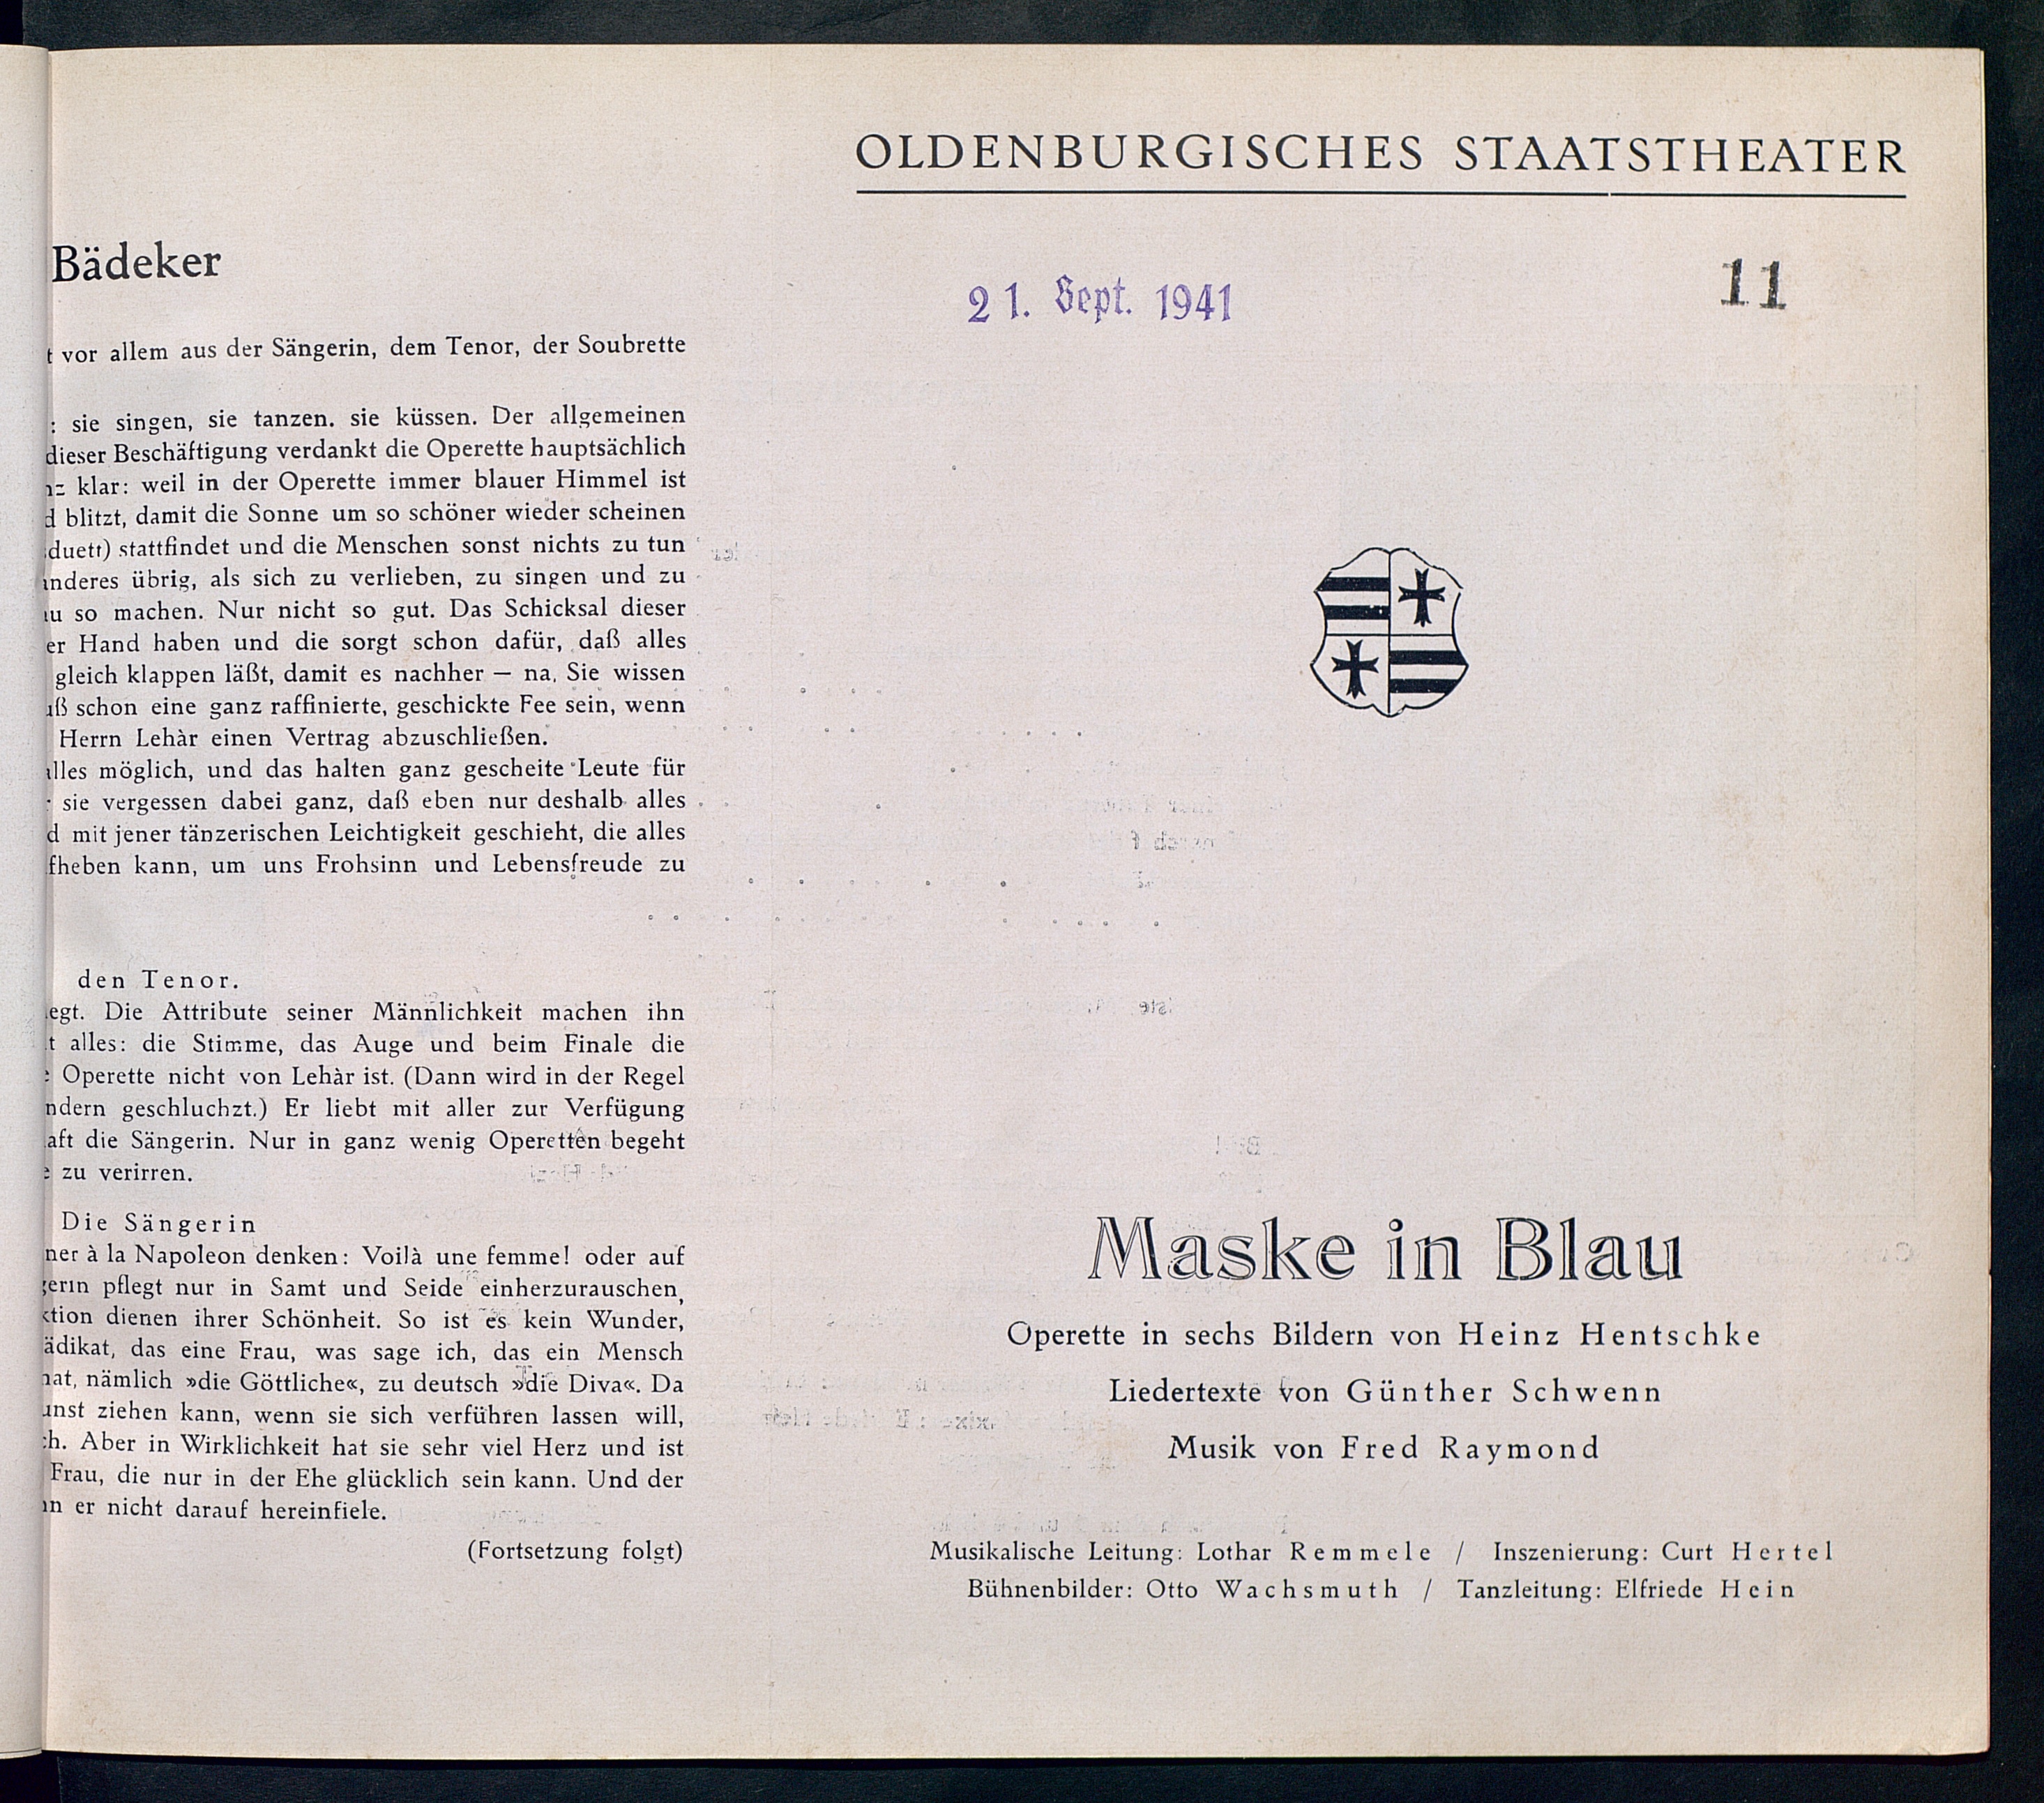 Bädeker
vor allem aus der Sängerin, dem Tenor, der Soubrette
: sie singen, sie tanzen. sie küssen. Der allgemeinen
dieser Beschäftigung verdankt die Operette hauptsächlich
klar: weil in der Operette immer blauer Himmel ist
blitzt, damit die Sonne um so schöner wieder scheinen
duett) stattfindet und die Menschen sonst nichts zu tun
anderes übrig, als sich zu verlieben, zu singen und zu
so machen. Nur nicht so gut. Das Schicksal dieser
er Hand haben und die sorgt schon dafür, daß alles
gleich klappen läßt, damit es nachher — na, Sie wissen
schon eine ganz raffinierte, geschickte Fee sein, wenn
Herrn Lehàr einen Vertrag abzuschließen.
alles möglich, und das halten ganz gescheite Leute für
sie vergessen dabei ganz, daß eben nur deshalb alles
d mit jener tänzerischen Leichtigkeit geschieht, die alles
fheben kann, um uns Frohsinn und Lebensfreude zu
den Tenor.
egt. Die Attribute seiner Männlichkeit machen ihn
t alles: die Stimme, das Auge und beim Finale die
Operette nicht von Lehàr ist. (Dann wird in der Regel
ndern geschluchzt.) Er liebt mit aller zur Verfügung
aft die Sängerin. Nur in ganz wenig Operetten begeht
zu verirren.
Die Sängerin
ner à la Napoleon denken: Voilà une femme! oder auf
gerin pflegt nur in Samt und Seide einherzurauschen,
ktion dienen ihrer Schönheit. So ist es kein Wunder,
ädikat, das eine Frau, was sage ich, das ein Mensch
hat, nämlich »die Göttliche«, zu deutsch »die Diva«. Da
unst ziehen kann, wenn sie sich verführen lassen will,
ch. Aber in Wirklichkeit hat sie sehr viel Herz und ist
Frau, die nur in der Ehe glücklich sein kann. Und der
nn er nicht darauf hereinfiele.
(Fortsetzung folgt)
OLDENBURGISCHES STAATSTHEATER
21. Sept. 1941
11
Maske in Blau
Operette in sechs Bildern von Heinz Hentschke
Liedertexte von Günther Schwenn
Musik von Fred Raymond
Musikalische Leitung: Lothar Remmele / Inszenierung: Curt Hertel
Bühnenbilder: Otto Wachsmuth / Tanzleitung: Elfriede Hein